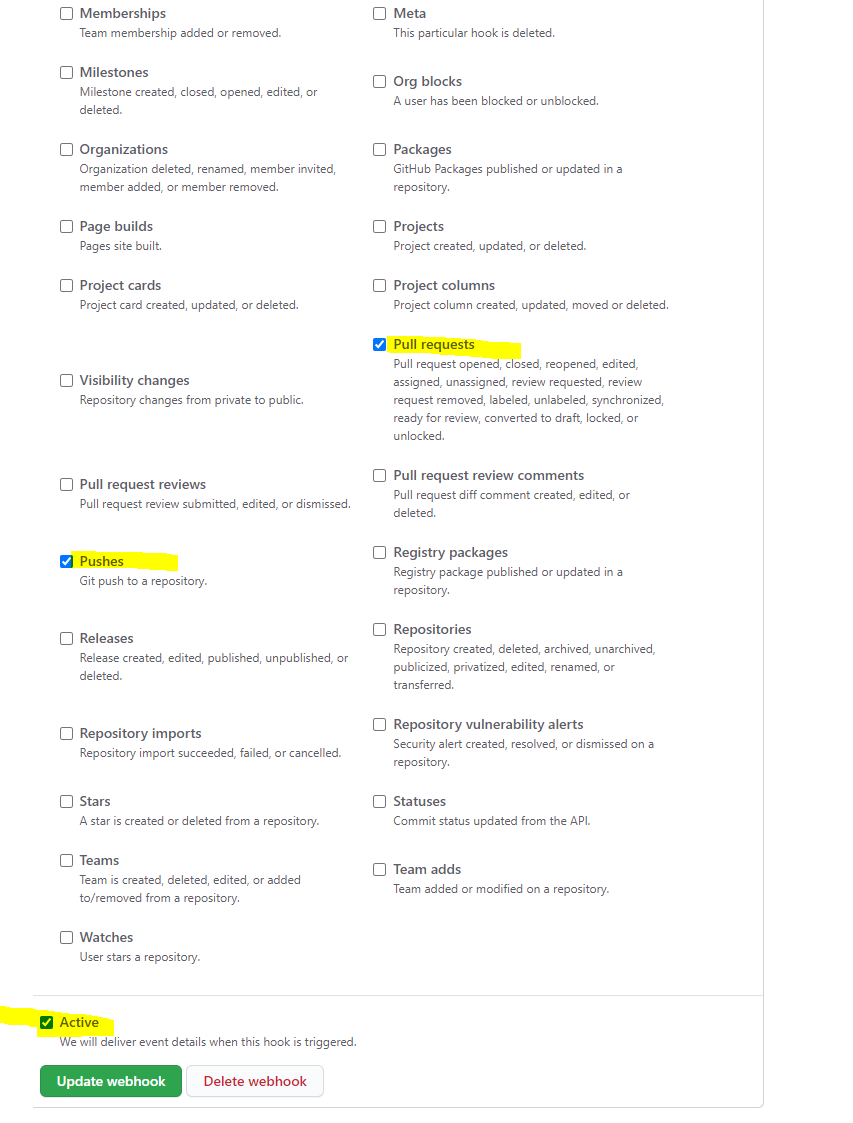 Memberships
Team membership added or removed.
Meta
This particular hook is deleted.
Milestones
Milestone created, closed, opened, edited, or
deleted.
Org blocks
A user has been blocked or unblocked.
Organizations
Organization deleted, renamed, member invited,
member added, or member removed.
Packages
GitHub Packages published or updated in a
repository.
Page builds
Pages site built.
Projects
Project created, updated, or deleted.
Project cards
Project card created, updated, or deleted.
Project columns
Project column created, updated, moved or deleted.
Visibility changes
Repository changes from private to public.
Pull requests
Pull request opened, closed, reopened, edited,
assigned, unassigned, review requested, review
request removed, labeled, unlabeled, synchronized,
ready for review, converted to draft, locked, or
unlocked.
Pull request reviews
Pull request review submitted, edited, or dismissed.
Pull request review comments
Pull request diff comment created, edited, or
deleted.
Pushes
Git push to a repository.
Registry packages
Registry package published or updated in a
repository.
Releases
Release created, edited, published, unpublished, or
deleted.
Repositories
Repository created, deleted, archived, unarchived,
publicized, privatized, edited, renamed, or
transferred.
Repository imports
Repository import succeeded, failed, or cancelled.
Repository vulnerability alerts
Security alert created, resolved, or dismissed on a
repository.
Stars
A star is created or deleted from a repository.
Statuses
Commit status updated from the API.
Teams
Team is created, deleted, edited, or added
to/removed from a repository.
Team adds
Team added or modified on a repository.
Watches
User stars a repository.
Active
We will deliver event details when this hook is triggered.
Update webhook
Delete webhook